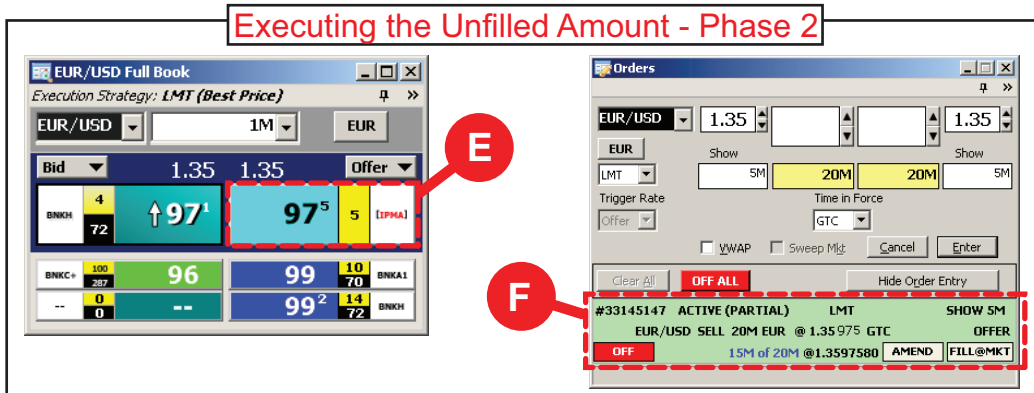 Executing the Unfilled Amount - Phase 2
EUR/USD Full Book
Execution Strategy: LMT (Best Price)
»
EUR/USD 1M EUR
Bid 1.35 1.35 Offer
BNKH 4 72 97¹ 97⁵ 5 [IPMA]
BNKC+ 100 287 96 99 10 70 BNKA1
-- 0 0 -- 99² 14 72 BNKH
E
Orders
»
EUR/USD 1.35 1.35
EUR Show Show
LMT 5M 20M 20M 5M
Trigger Rate Time in Force
Offer GTC
VWAP Sweep Mkt Cancel Enter
Clear All OFF ALL Hide Order Entry
F
#33145147 ACTIVE (PARTIAL) LMT SHOW 5M
EUR/USD SELL 20M EUR @ 1.35975 GTC OFFER
OFF 15M of 20M @1.3597580 AMEND FILL@MKT